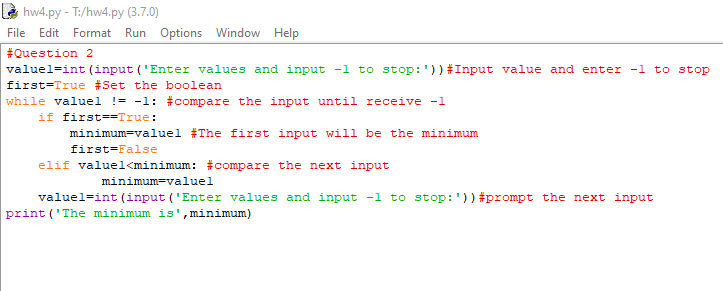 hw4.py - T:/hw4.py (3.7.0)
File Edit Format Run Options Window Help
#Question 2
value1=int(input('Enter values and input -1 to stop:'))#Input value and enter -1 to stop
first=True #Set the boolean
while value1 != -1: #compare the input until receive -1
    if first==True:
        minimum=value1 #The first input will be the minimum
        first=False
    elif value1<minimum: #compare the next input
            minimum=value1
    value1=int(input('Enter values and input -1 to stop:'))#prompt the next input
print('The minimum is',minimum)